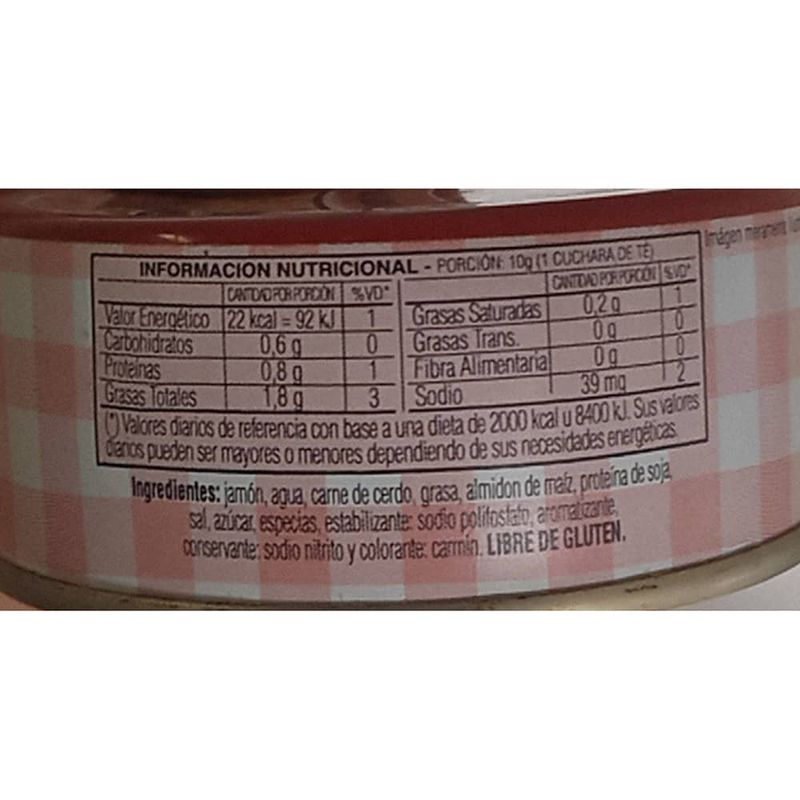 Imágen meramente
INFORMACION NUTRICIONAL - PORCIÓN: 10g (1 CUCHARA DE TÉ)
CANTIDAD POR PORCIÓN %VD* CANTIDAD POR PORCIÓN %VD*
Valor Energético 22 kcal = 92 kJ 1 Grasas Saturadas 0,2 g 1
Carbohidratos 0,6 g 0 Grasas Trans. 0 g 0
Proteínas 0,8 g 1 Fibra Alimentaria 0 g 0
Grasas Totales 1,8 g 3 Sodio 39 mg 2
(*) Valores diarios de referencia con base a una dieta de 2000 kcal u 8400 kJ. Sus valores
diarios pueden ser mayores o menores dependiendo de sus necesidades energéticas.
Ingredientes: jamón, agua, carne de cerdo, grasa, almidon de maíz, proteína de soja,
sal, azúcar, especias, estabilizante: sodio polifosfato, aromatizante,
conservante: sodio nitrito y colorante: carmín. LIBRE DE GLUTEN.